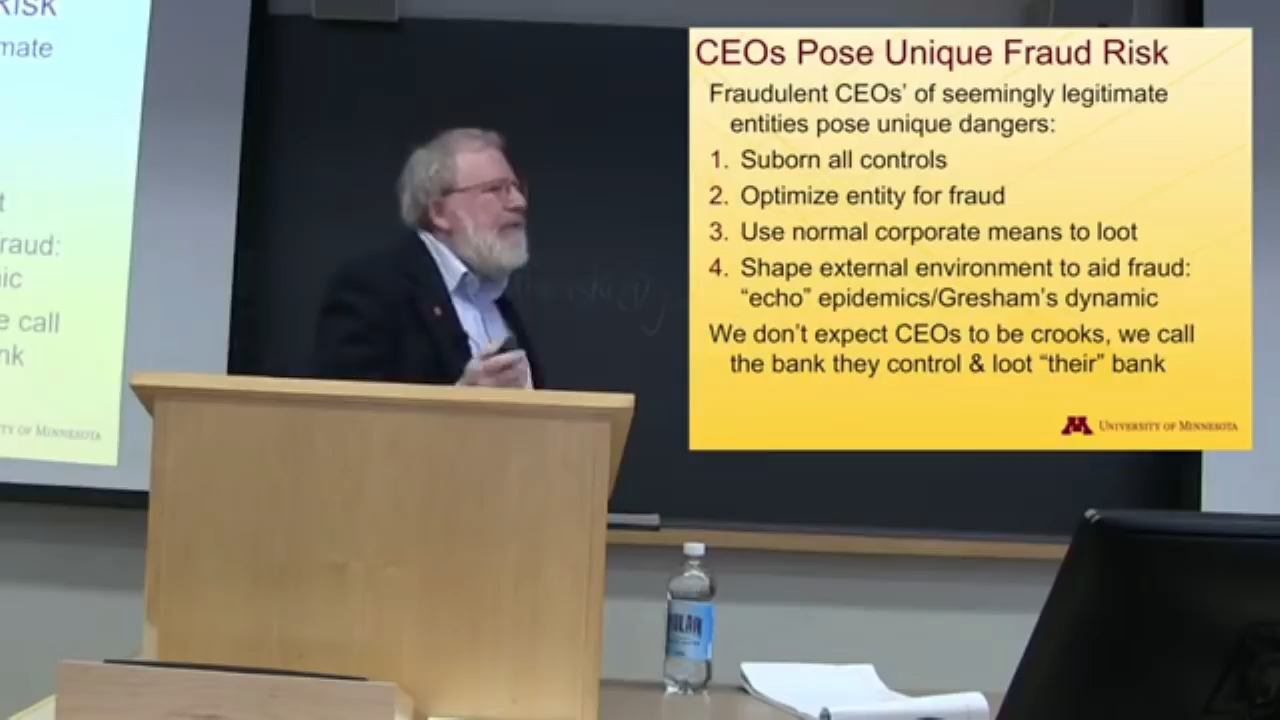 Risk
mate
t
raud:
ic
e call
nk
TY OF MINNESOTA
CEOs Pose Unique Fraud Risk
Fraudulent CEOs’ of seemingly legitimate
entities pose unique dangers:
1. Suborn all controls
2. Optimize entity for fraud
3. Use normal corporate means to loot
4. Shape external environment to aid fraud:
“echo” epidemics/Gresham’s dynamic
We don’t expect CEOs to be crooks, we call
the bank they control & loot “their” bank
M
UNIVERSITY OF MINNESOTA